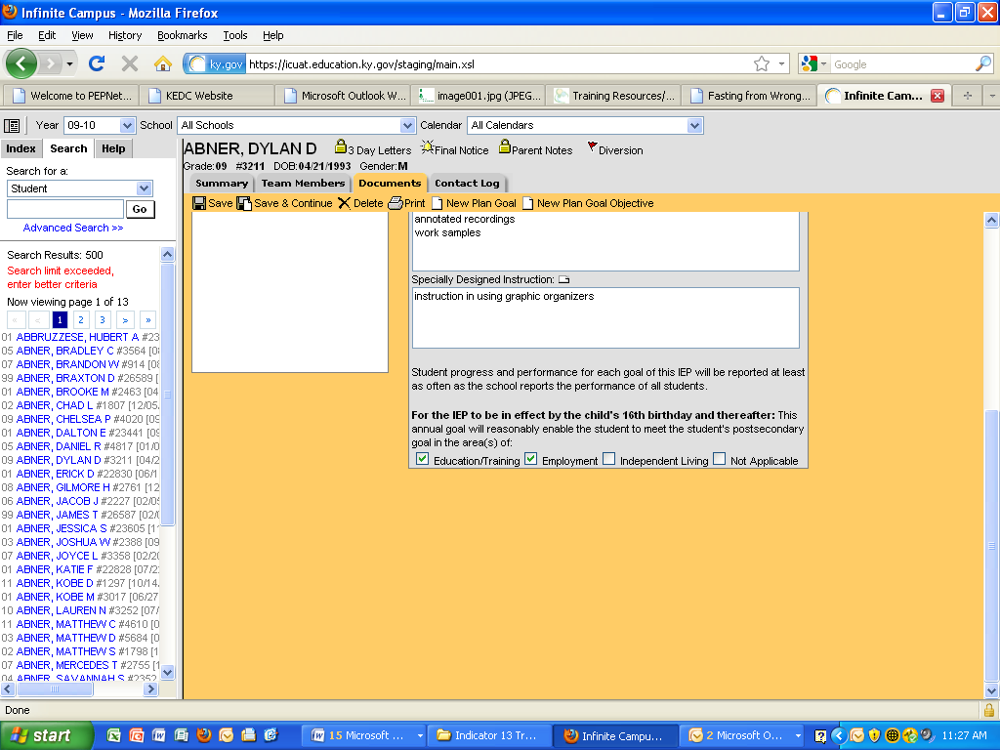 Infinite Campus - Mozilla Firefox
File Edit View History Bookmarks Tools Help
ky.gov https://icuat.education.ky.gov/staging/main.xsl Google
Welcome to PEPNet... KEDC Website Microsoft Outlook W... image001.jpg (JPEG... Training Resources/... Fasting from Wrong... Infinite Cam...
Year 09-10 School All Schools Calendar All Calendars
Index Search Help
Search for a:
Student
Go
Advanced Search >>
Search Results: 500
Search limit exceeded,
enter better criteria
Now viewing page 1 of 13
« < 1 2 3 > »
01 ABBRUZZESE, HUBERT A #23
05 ABNER, BRADLEY C #3564 [08
07 ABNER, BRANDON W #914 [08
99 ABNER, BRAXTON D #26589 [
01 ABNER, BROOKE M #2463 [04
02 ABNER, CHAD L #1807 [12/05
09 ABNER, CHELSEA P #4020 [09
01 ABNER, DALTON E #23441 [09
05 ABNER, DANIEL R #4817 [01/0
09 ABNER, DYLAN D #3211 [04/2
01 ABNER, ERICK D #22830 [06/1
08 ABNER, GILMORE H #2761 [12
06 ABNER, JACOB J #2227 [02/05
99 ABNER, JAMES T #26587 [02/0
01 ABNER, JESSICA S #23605 [11
03 ABNER, JOSHUA W #2388 [09
07 ABNER, JOYCE L #3358 [02/20
01 ABNER, KATIE F #22828 [07/2
11 ABNER, KOBE D #1297 [10/14
01 ABNER, KOBE M #3017 [06/27
10 ABNER, LAUREN N #3252 [07/
11 ABNER, MATTHEW C #4610 [0
03 ABNER, MATTHEW D #5684 [0
02 ABNER, MATTHEW S #1798 [1
07 ABNER, MERCEDES T #2755 [1
04 ABNER, SAVANNAH S #2352
ABNER, DYLAN D 3 Day Letters Final Notice Parent Notes Diversion
Grade:09 #3211 DOB:04/21/1993 Gender:M
Summary Team Members Documents Contact Log
Save Save & Continue Delete Print New Plan Goal New Plan Goal Objective
annotated recordings
work samples
Specially Designed Instruction:
instruction in using graphic organizers
Student progress and performance for each goal of this IEP will be reported at least
as often as the school reports the performance of all students.
For the IEP to be in effect by the child's 16th birthday and thereafter: This
annual goal will reasonably enable the student to meet the student's postsecondary
goal in the area(s) of:
Education/Training Employment Independent Living Not Applicable
Done
start 15 Microsoft ... Indicator 13 Tr... Infinite Campu... 2 Microsoft O... 11:27 AM